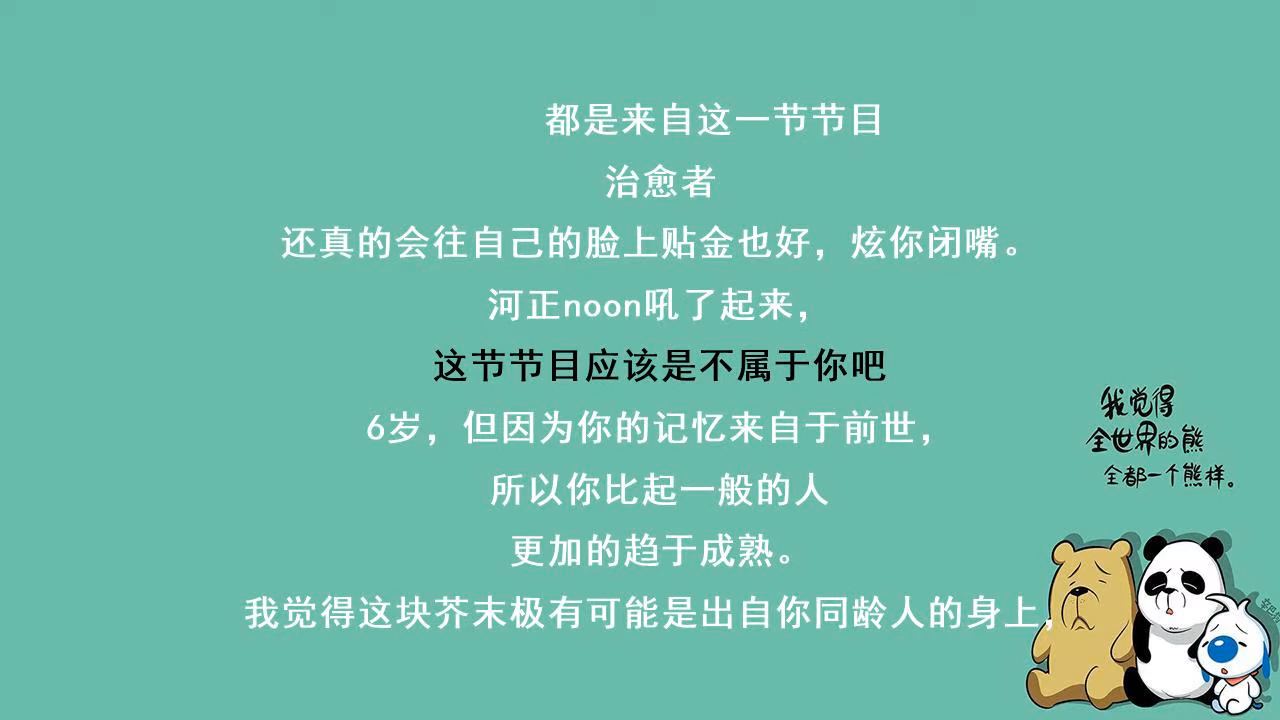 都是来自这一节节目
治愈者
还真的会往自己的脸上贴金也好，炫你闭嘴。
河正noon吼了起来，
这节节目应该是不属于你吧
6岁，但因为你的记忆来自于前世，
所以你比起一般的人
更加的趋于成熟。
我觉得这块芥末极有可能是出自你同龄人的身上，
我觉得
全世界的熊
全都一个熊样。